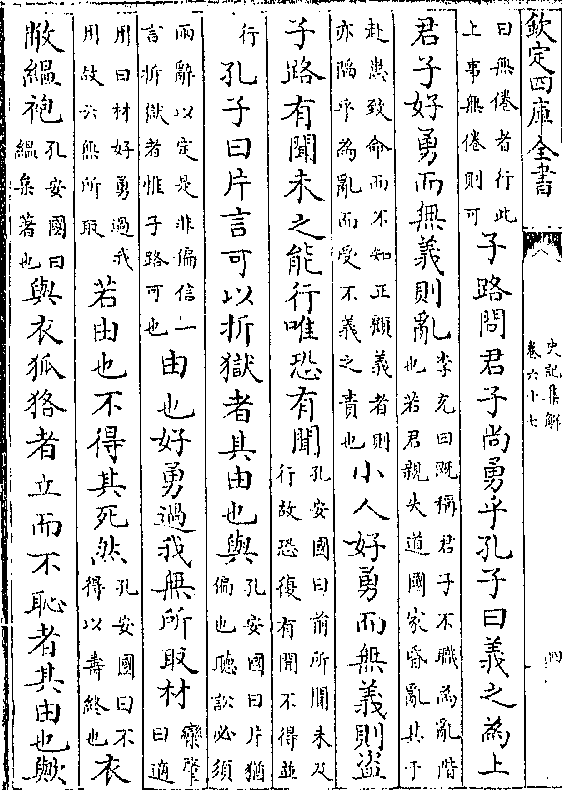 欽定四庫全書
史記集解
卷六十七
四
曰無倦者行此上事無倦則可子路問君子尚勇乎孔子曰義之為上
君子好勇而無義則亂李充曰既稱君子不職為亂階也若君親失道國家昏亂其于
赴患致命而不知正顧義者則亦陷乎為亂而受不義之責也小人好勇而無義則盜
子路有聞未之能行唯恐有聞孔安國曰前所聞未及行故恐復有聞不得並
行孔子曰片言可以折獄者其由也與孔安國曰片猶偏也聽訟必須
兩辭以定是非偏信一言折獄者惟子路可也由也好勇過我無所取材欒肇曰適
用曰材好勇過我用故云無所取若由也不得其死然孔安國曰不得以壽終也衣
敝縕袍孔安國曰縕枲著也與衣狐狢者立而不恥者其由也歟